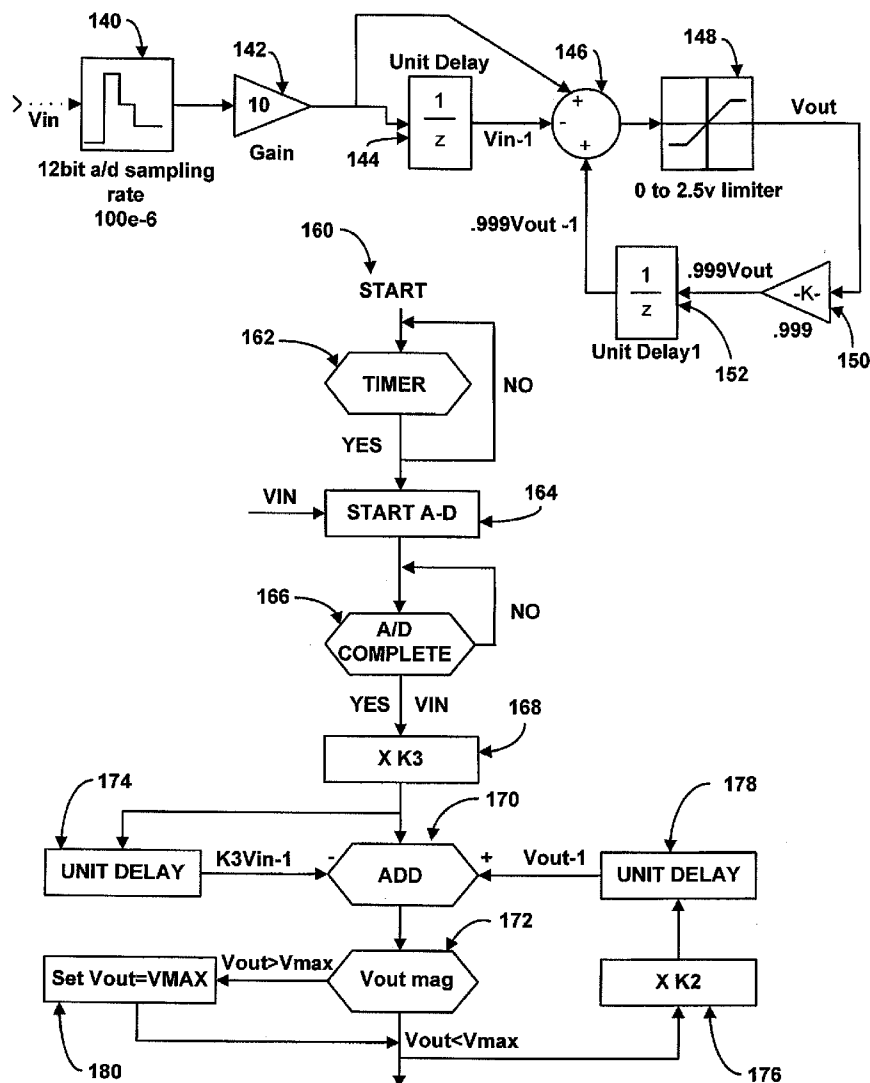 140
142
146
148
Unit Delay
Vin
10
1
z
+
-
+
Vout
Vin-1
144
Gain
12bit a/d sampling
rate
100e-6
0 to 2.5v limiter
.999Vout -1
160
START
1
z
.999Vout
-K-
.999
150
Unit Delay1
152
162
TIMER
NO
YES
VIN
START A-D
164
166
A/D
COMPLETE
NO
YES
VIN
168
X K3
174
170
178
UNIT DELAY
K3Vin-1
-
ADD
+
Vout-1
UNIT DELAY
172
Set Vout=VMAX
Vout>Vmax
Vout mag
X K2
Vout<Vmax
180
176